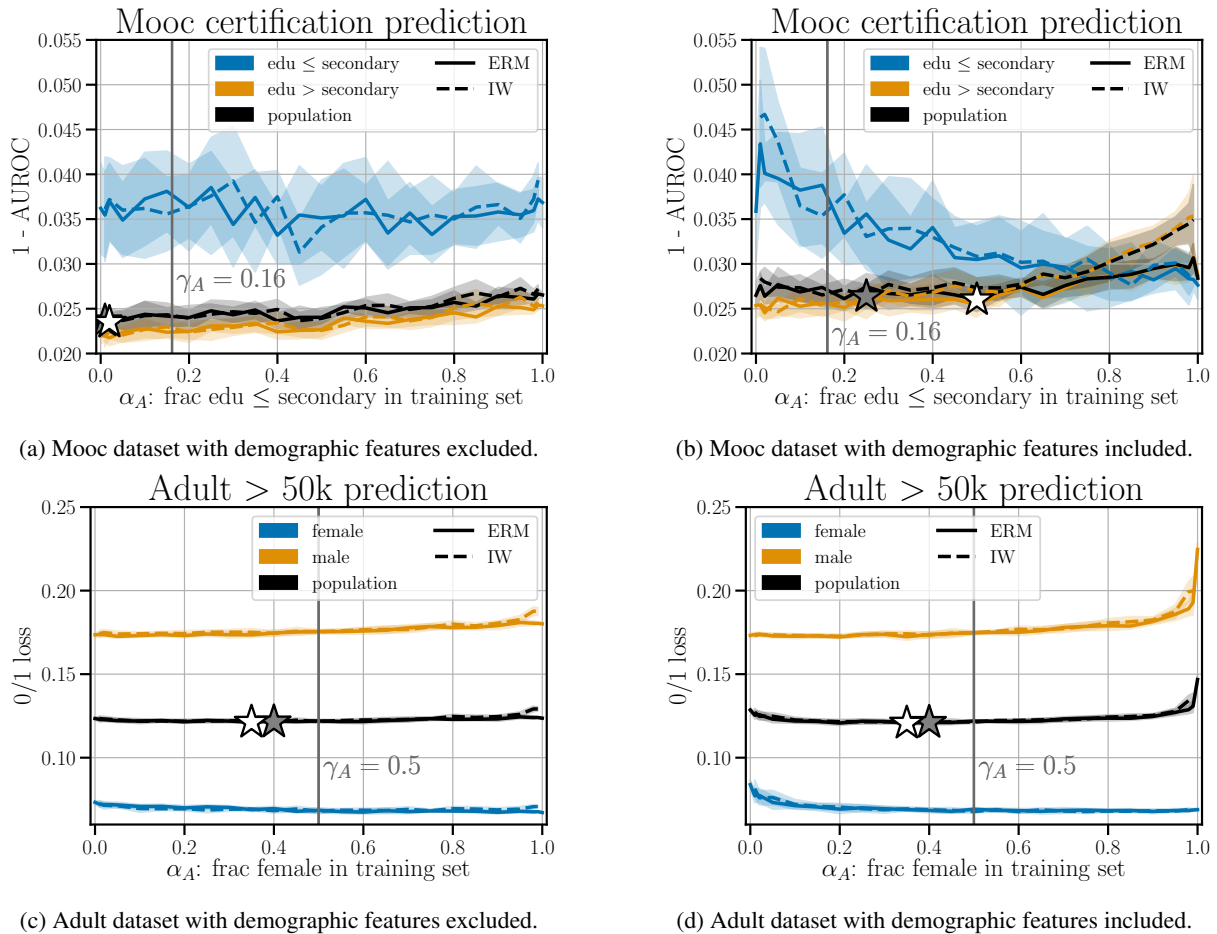 Mooc certification prediction
0.055
0.050
0.045
0.040
0.035
0.030
0.025
0.020
1 - AUROC
edu ≤ secondary
edu > secondary
population
ERM
IW
γ_A = 0.16
0.0 0.2 0.4 0.6 0.8 1.0
α_A: frac edu ≤ secondary in training set
(a) Mooc dataset with demographic features excluded.
Mooc certification prediction
0.055
0.050
0.045
0.040
0.035
0.030
0.025
0.020
1 - AUROC
edu ≤ secondary
edu > secondary
population
ERM
IW
γ_A = 0.16
0.0 0.2 0.4 0.6 0.8 1.0
α_A: frac edu ≤ secondary in training set
(b) Mooc dataset with demographic features included.
Adult > 50k prediction
0.25
0.20
0.15
0.10
0/1 loss
female
male
population
ERM
IW
γ_A = 0.5
0.0 0.2 0.4 0.6 0.8 1.0
α_A: frac female in training set
(c) Adult dataset with demographic features excluded.
Adult > 50k prediction
0.25
0.20
0.15
0.10
0/1 loss
female
male
population
ERM
IW
γ_A = 0.5
0.0 0.2 0.4 0.6 0.8 1.0
α_A: frac female in training set
(d) Adult dataset with demographic features included.